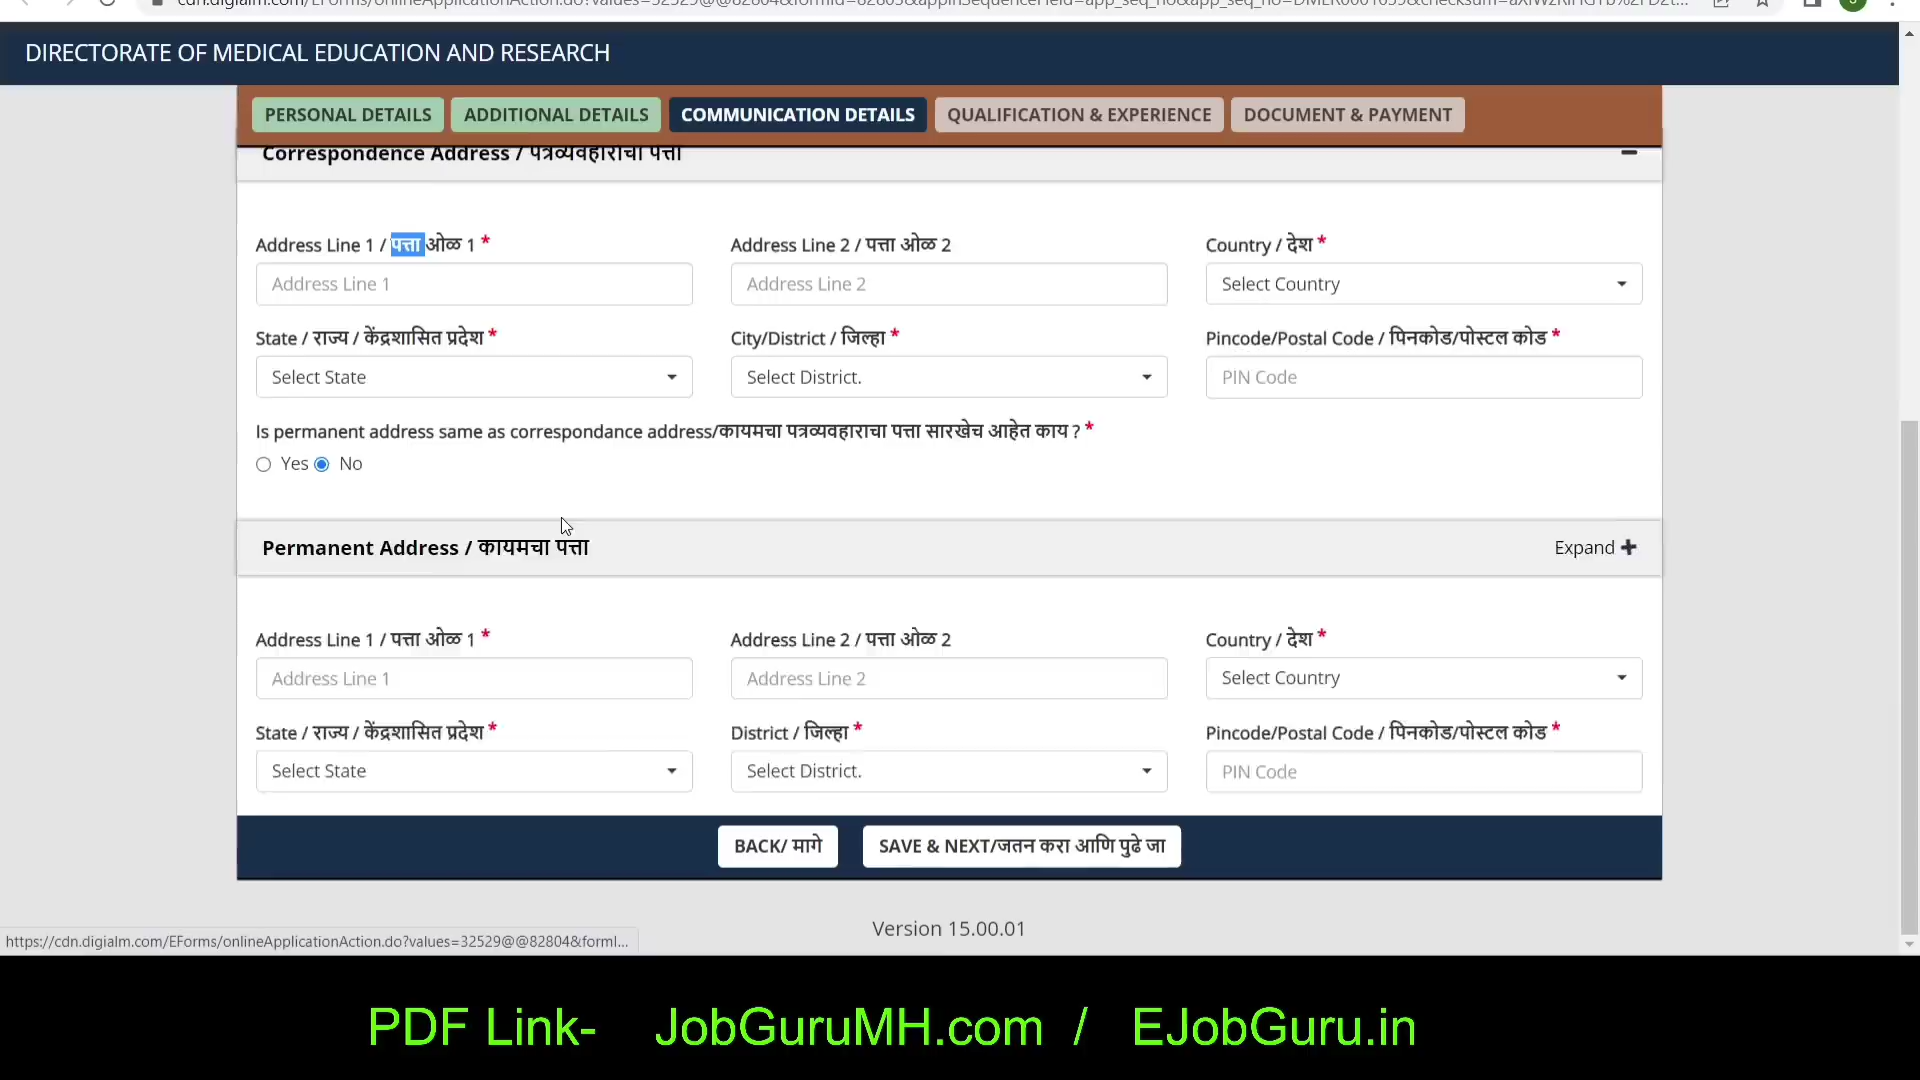 DIRECTORATE OF MEDICAL EDUCATION AND RESEARCH
PERSONAL DETAILS ADDITIONAL DETAILS COMMUNICATION DETAILS QUALIFICATION & EXPERIENCE DOCUMENT & PAYMENT
Correspondence Address / पत्रव्यवहाराचा पत्ता
Address Line 1 / पत्ता ओळ 1 * Address Line 2 / पत्ता ओळ 2 Country / देश *
Address Line 1 Address Line 2 Select Country
State / राज्य / केंद्रशासित प्रदेश * City/District / जिल्हा * Pincode/Postal Code / पिनकोड/पोस्टल कोड *
Select State Select District. PIN Code
Is permanent address same as correspondance address/कायमचा पत्रव्यवहाराचा पत्ता सारखेच आहेत काय ? *
Yes No
Permanent Address / कायमचा पत्ता Expand
Address Line 1 / पत्ता ओळ 1 * Address Line 2 / पत्ता ओळ 2 Country / देश *
Address Line 1 Address Line 2 Select Country
State / राज्य / केंद्रशासित प्रदेश * District / जिल्हा * Pincode/Postal Code / पिनकोड/पोस्टल कोड *
Select State Select District. PIN Code
BACK/ मागे SAVE & NEXT/जतन करा आणि पुढे जा
Version 15.00.01
https://cdn.digialm.com/EForms/onlineApplicationAction.do?values=32529@@82804&forml...
PDF Link- JobGuruMH.com / EJobGuru.in